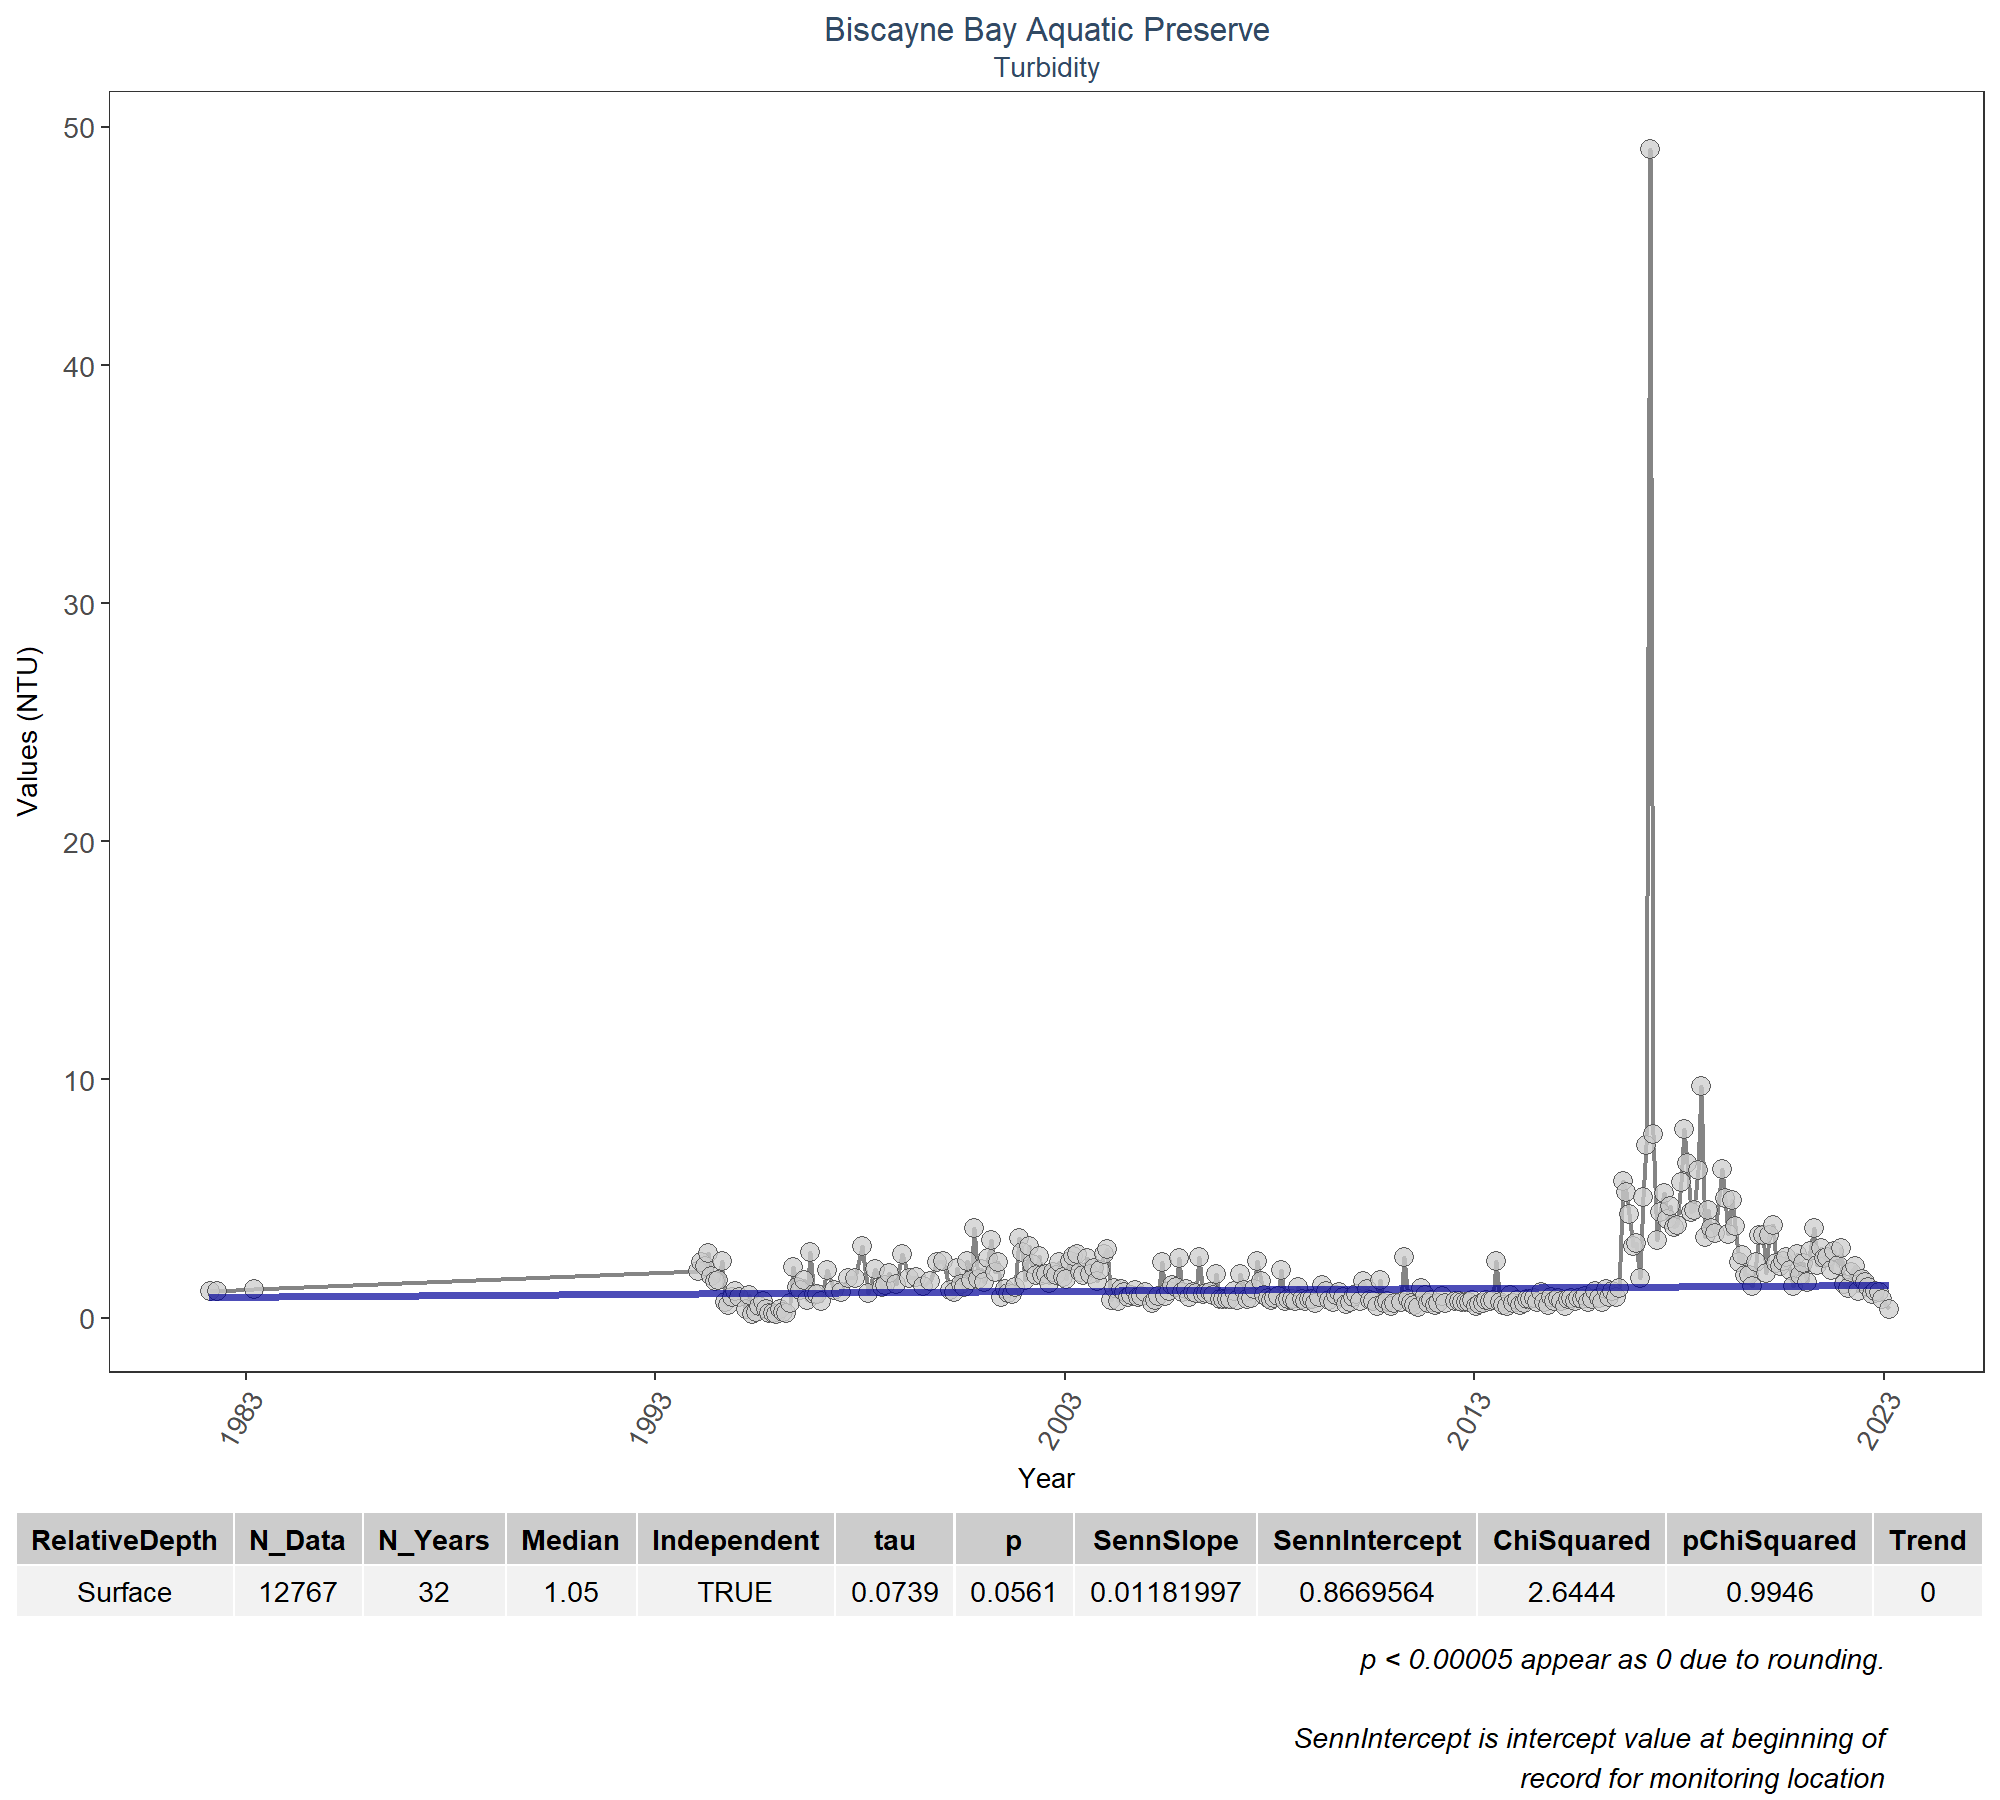 Biscayne Bay Aquatic Preserve
Turbidity
50
40
30
20
10
0
Values (NTU)
1983
1993
2003
2013
2023
Year
RelativeDepth N_Data N_Years Median Independent tau p SennSlope SennIntercept ChiSquared pChiSquared Trend
Surface 12767 32 1.05 TRUE 0.0739 0.0561 0.01181997 0.8669564 2.6444 0.9946 0
p < 0.00005 appear as 0 due to rounding.
SennIntercept is intercept value at beginning of
record for monitoring location